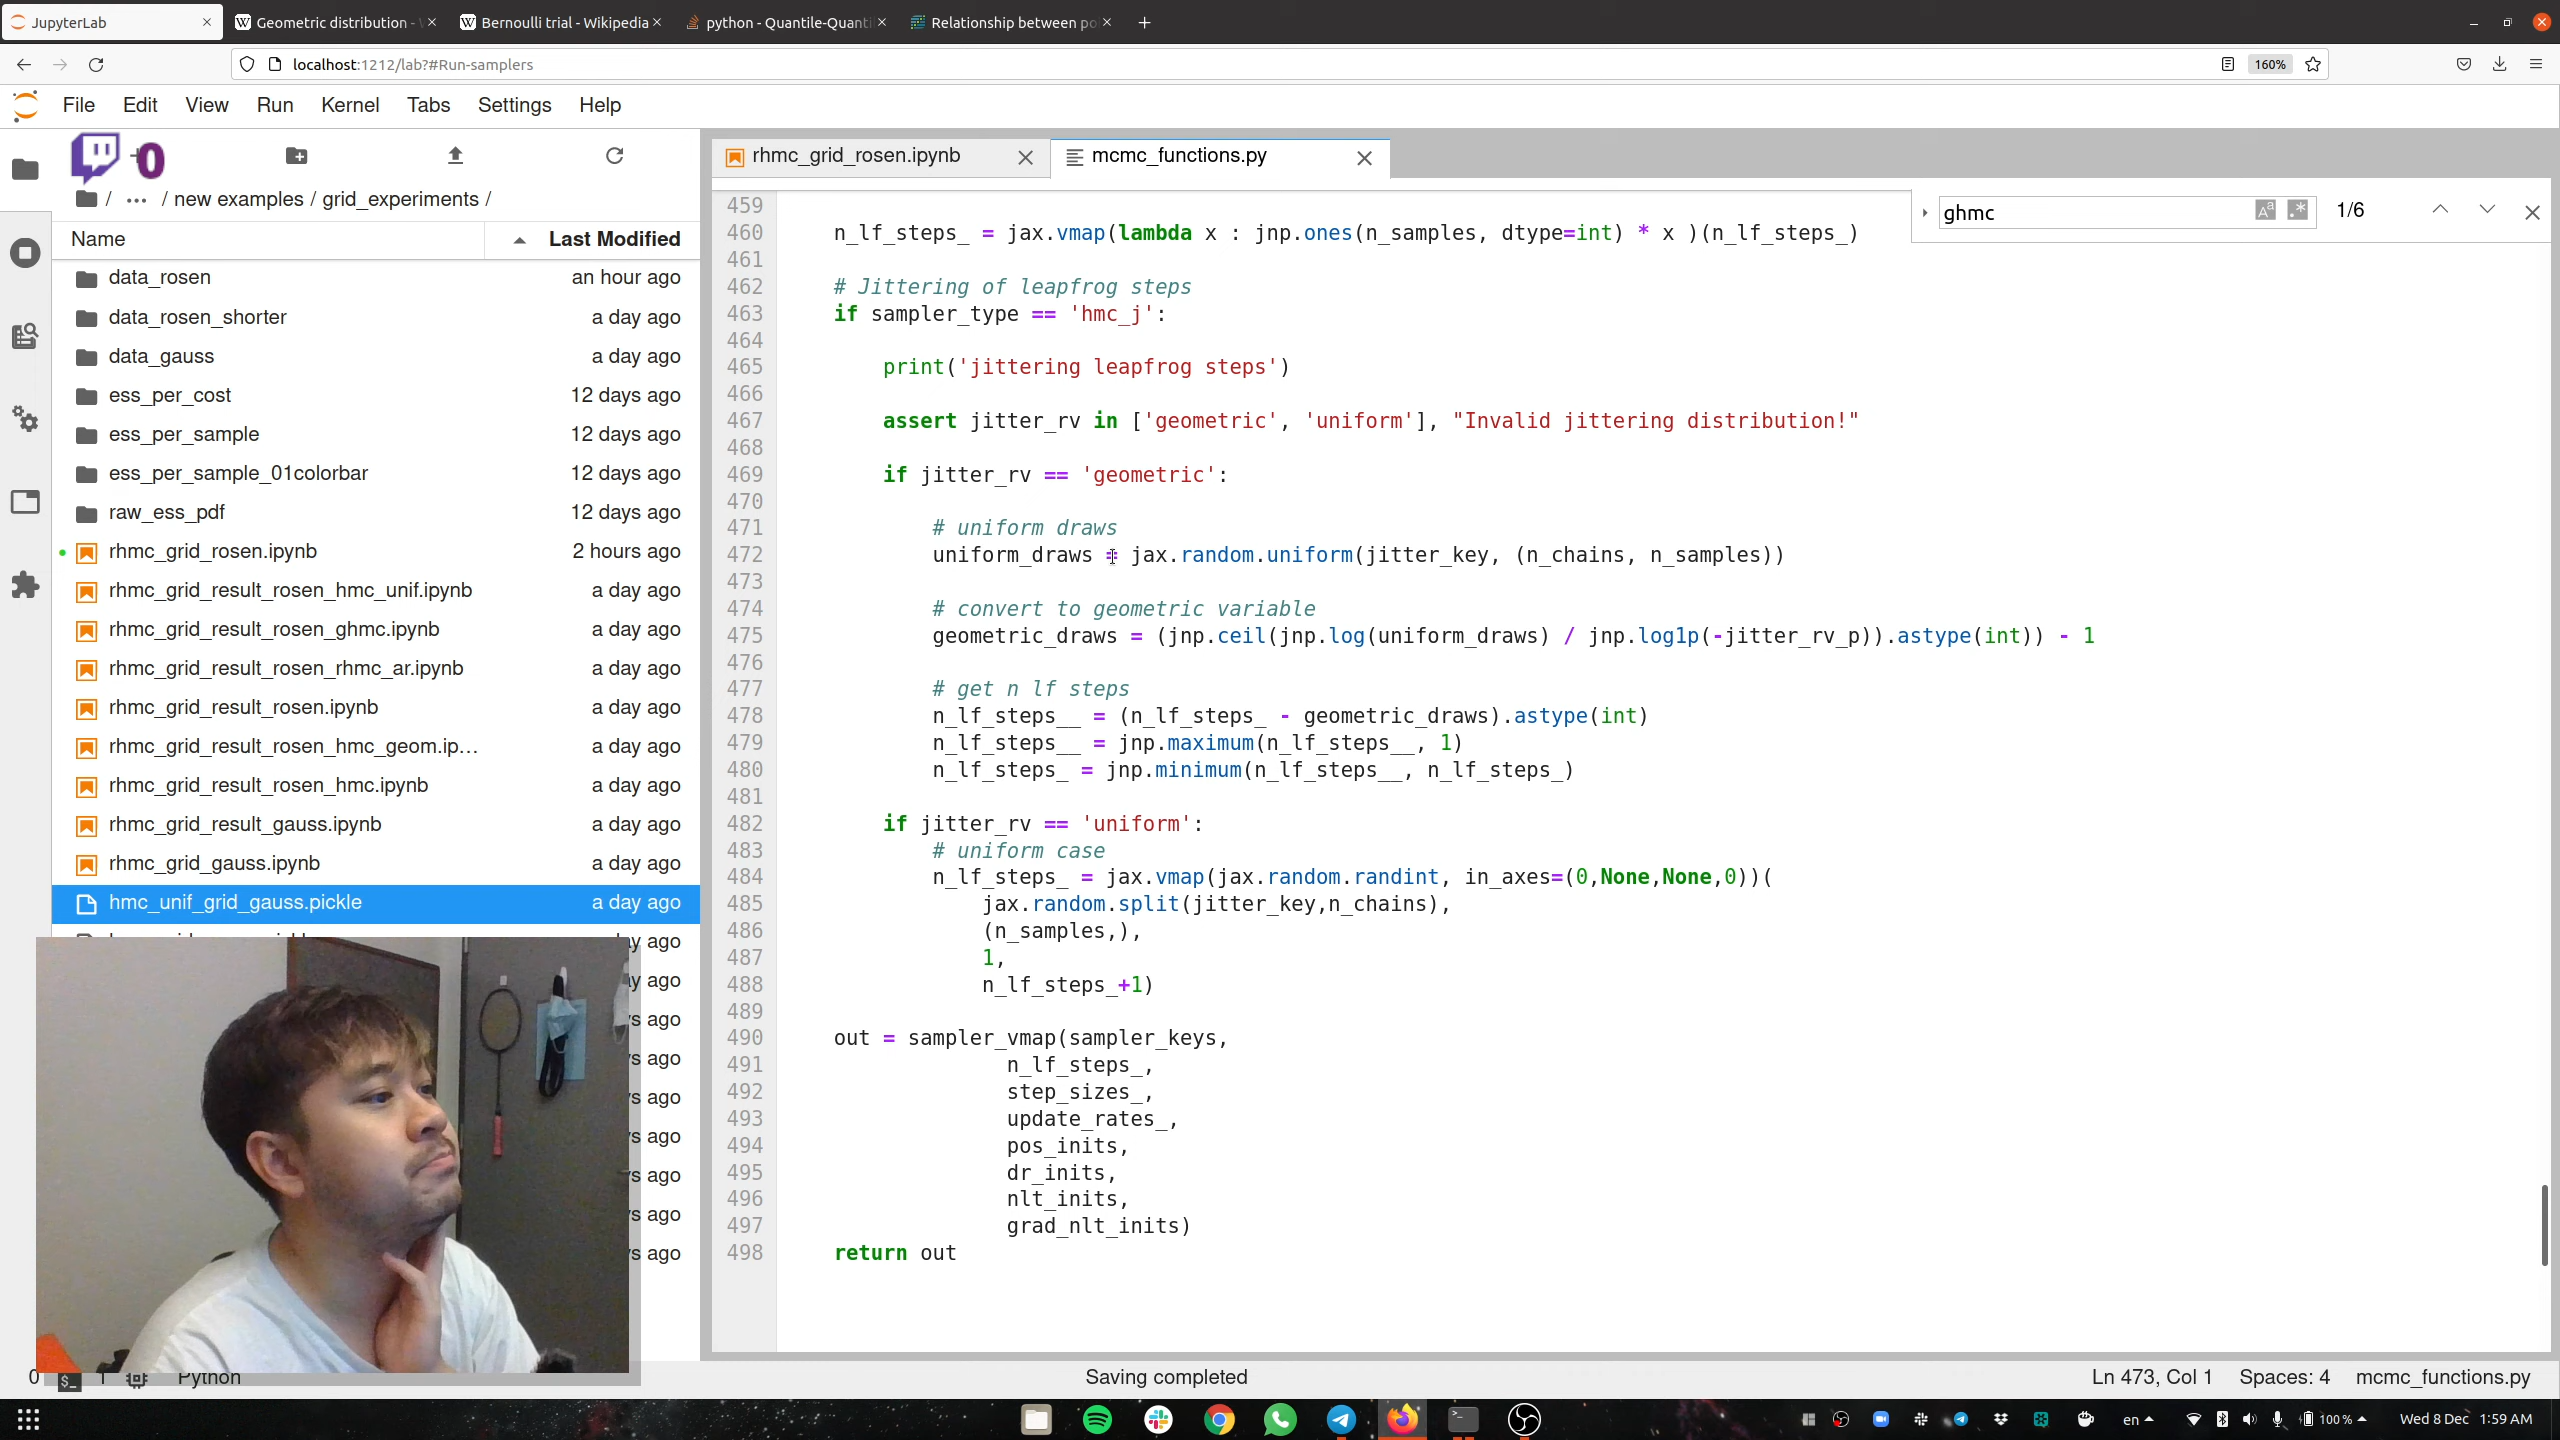 JupyterLab
Geometric distribution -
Bernoulli trial - Wikipedia
python - Quantile-Quant
Relationship between po
localhost:1212/lab?#Run-samplers
160%
File Edit View Run Kernel Tabs Settings Help
0
/ ... / new examples / grid_experiments /
Name Last Modified
data_rosen an hour ago
data_rosen_shorter a day ago
data_gauss a day ago
ess_per_cost 12 days ago
ess_per_sample 12 days ago
ess_per_sample_01colorbar 12 days ago
raw_ess_pdf 12 days ago
rhmc_grid_rosen.ipynb 2 hours ago
rhmc_grid_result_rosen_hmc_unif.ipynb a day ago
rhmc_grid_result_rosen_ghmc.ipynb a day ago
rhmc_grid_result_rosen_rhmc_ar.ipynb a day ago
rhmc_grid_result_rosen.ipynb a day ago
rhmc_grid_result_rosen_hmc_geom.ip... a day ago
rhmc_grid_result_rosen_hmc.ipynb a day ago
rhmc_grid_result_gauss.ipynb a day ago
rhmc_grid_gauss.ipynb a day ago
hmc_unif_grid_gauss.pickle a day ago
ago
ago
ago
ago
ago
ago
ago
ago
ago
rhmc_grid_rosen.ipynb
mcmc_functions.py
ghmc
1/6
459
460 n_lf_steps_ = jax.vmap(lambda x : jnp.ones(n_samples, dtype=int) * x )(n_lf_steps_)
461
462 # Jittering of leapfrog steps
463 if sampler_type == 'hmc_j':
464
465 print('jittering leapfrog steps')
466
467 assert jitter_rv in ['geometric', 'uniform'], "Invalid jittering distribution!"
468
469 if jitter_rv == 'geometric':
470
471 # uniform draws
472 uniform_draws = jax.random.uniform(jitter_key, (n_chains, n_samples))
473
474 # convert to geometric variable
475 geometric_draws = (jnp.ceil(jnp.log(uniform_draws) / jnp.log1p(-jitter_rv_p)).astype(int)) - 1
476
477 # get n lf steps
478 n_lf_steps__ = (n_lf_steps_ - geometric_draws).astype(int)
479 n_lf_steps__ = jnp.maximum(n_lf_steps__, 1)
480 n_lf_steps_ = jnp.minimum(n_lf_steps__, n_lf_steps_)
481
482 if jitter_rv == 'uniform':
483 # uniform case
484 n_lf_steps_ = jax.vmap(jax.random.randint, in_axes=(0,None,None,0))(
485 jax.random.split(jitter_key,n_chains),
486 (n_samples,),
487 1,
488 n_lf_steps_+1)
489
490 out = sampler_vmap(sampler_keys,
491 n_lf_steps_,
492 step_sizes_,
493 update_rates_,
494 pos_inits,
495 dr_inits,
496 nlt_inits,
497 grad_nlt_inits)
498 return out
0 Python
Saving completed
Ln 473, Col 1 Spaces: 4 mcmc_functions.py
en
100 %
Wed 8 Dec 1:59 AM